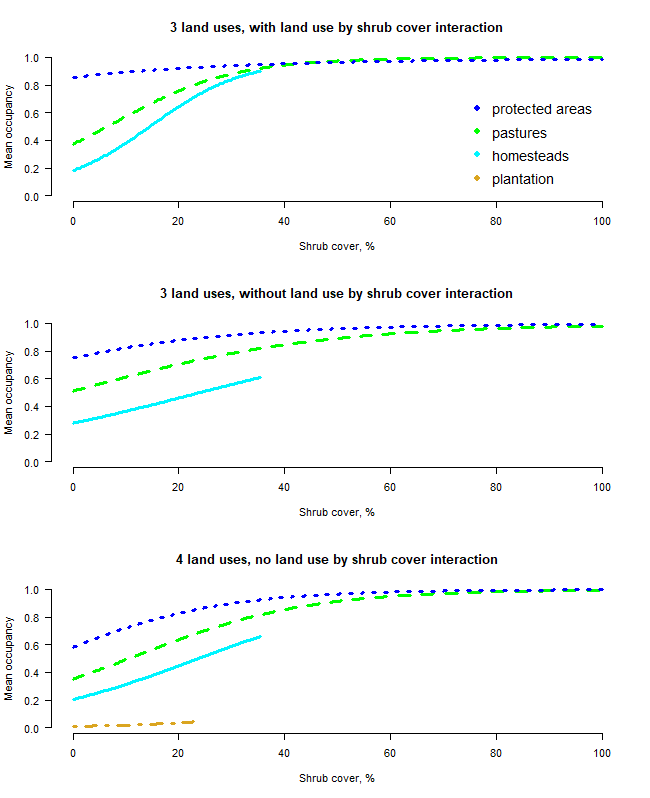 3 land uses, with land use by shrub cover interaction
Mean occupancy
1.0
0.8
0.6
0.4
0.2
0.0
protected areas
pastures
homesteads
plantation
0 20 40 60 80 100
Shrub cover, %
3 land uses, without land use by shrub cover interaction
Mean occupancy
1.0
0.8
0.6
0.4
0.2
0.0
0 20 40 60 80 100
Shrub cover, %
4 land uses, no land use by shrub cover interaction
Mean occupancy
1.0
0.8
0.6
0.4
0.2
0.0
0 20 40 60 80 100
Shrub cover, %